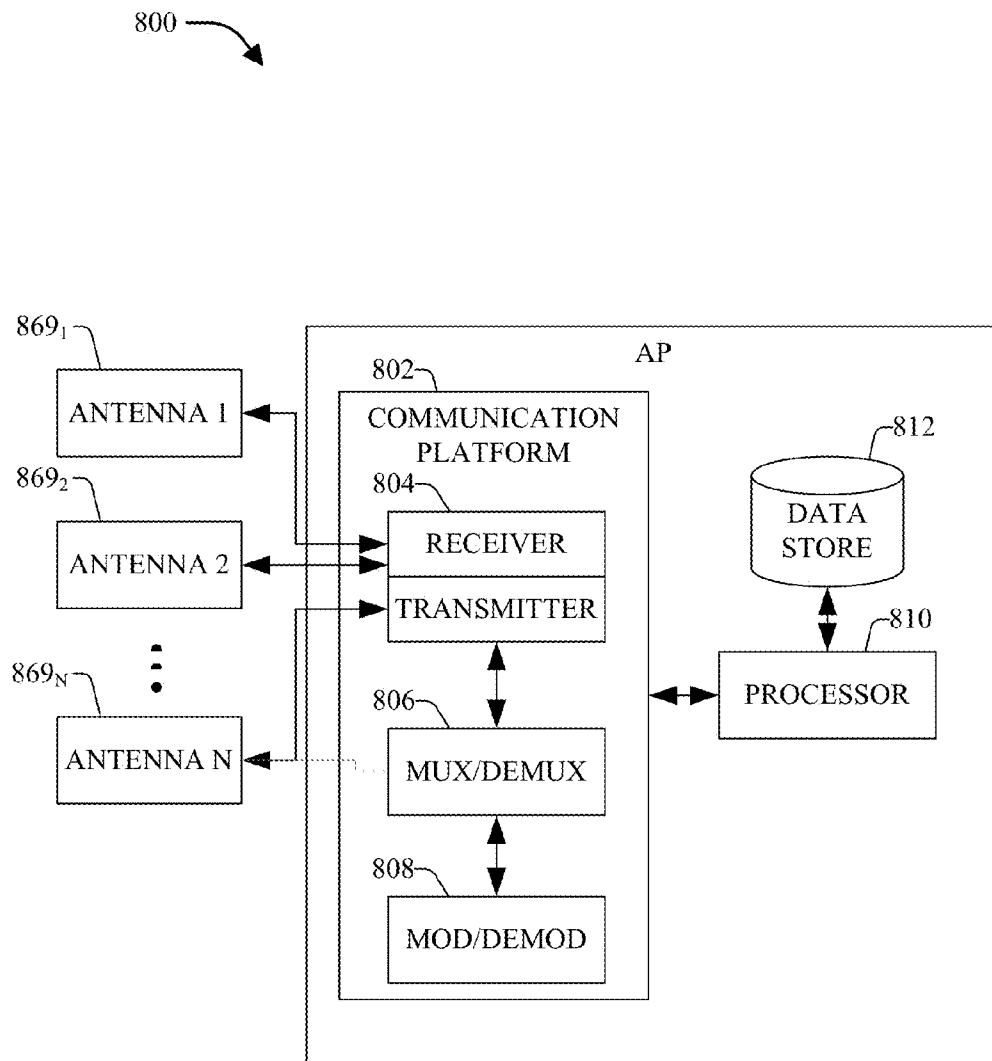 800
869₁
ANTENNA 1
869₂
ANTENNA 2
869_N
ANTENNA N
AP
802
COMMUNICATION
PLATFORM
804
RECEIVER
TRANSMITTER
806
MUX/DEMUX
808
MOD/DEMOD
812
DATA
STORE
810
PROCESSOR